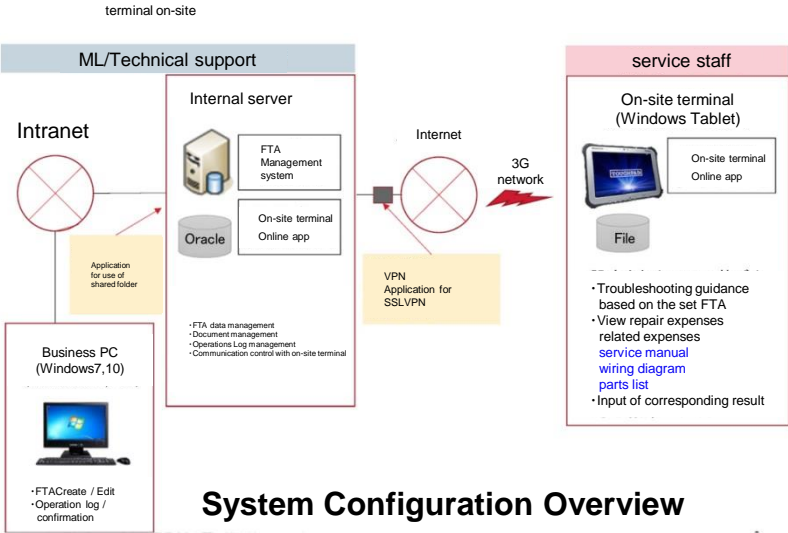 terminal on-site
ML/Technical support
service staff
Internal server
Intranet
FTA
Management
system
Oracle
On-site terminal
Online app
Application
for use of
shared folder
・FTA data management
・Document management
・Operations Log management
・Communication control with on-site terminal
Internet
3G
network
VPN
Application for
SSLVPN
On-site terminal
(Windows Tablet)
On-site terminal
Online app
File
・Troubleshooting guidance
based on the set FTA
・View repair expenses
related expenses
service manual
wiring diagram
parts list
・Input of corresponding result
Business PC
(Windows7,10)
・FTACreate / Edit
・Operation log /
confirmation
System Configuration Overview